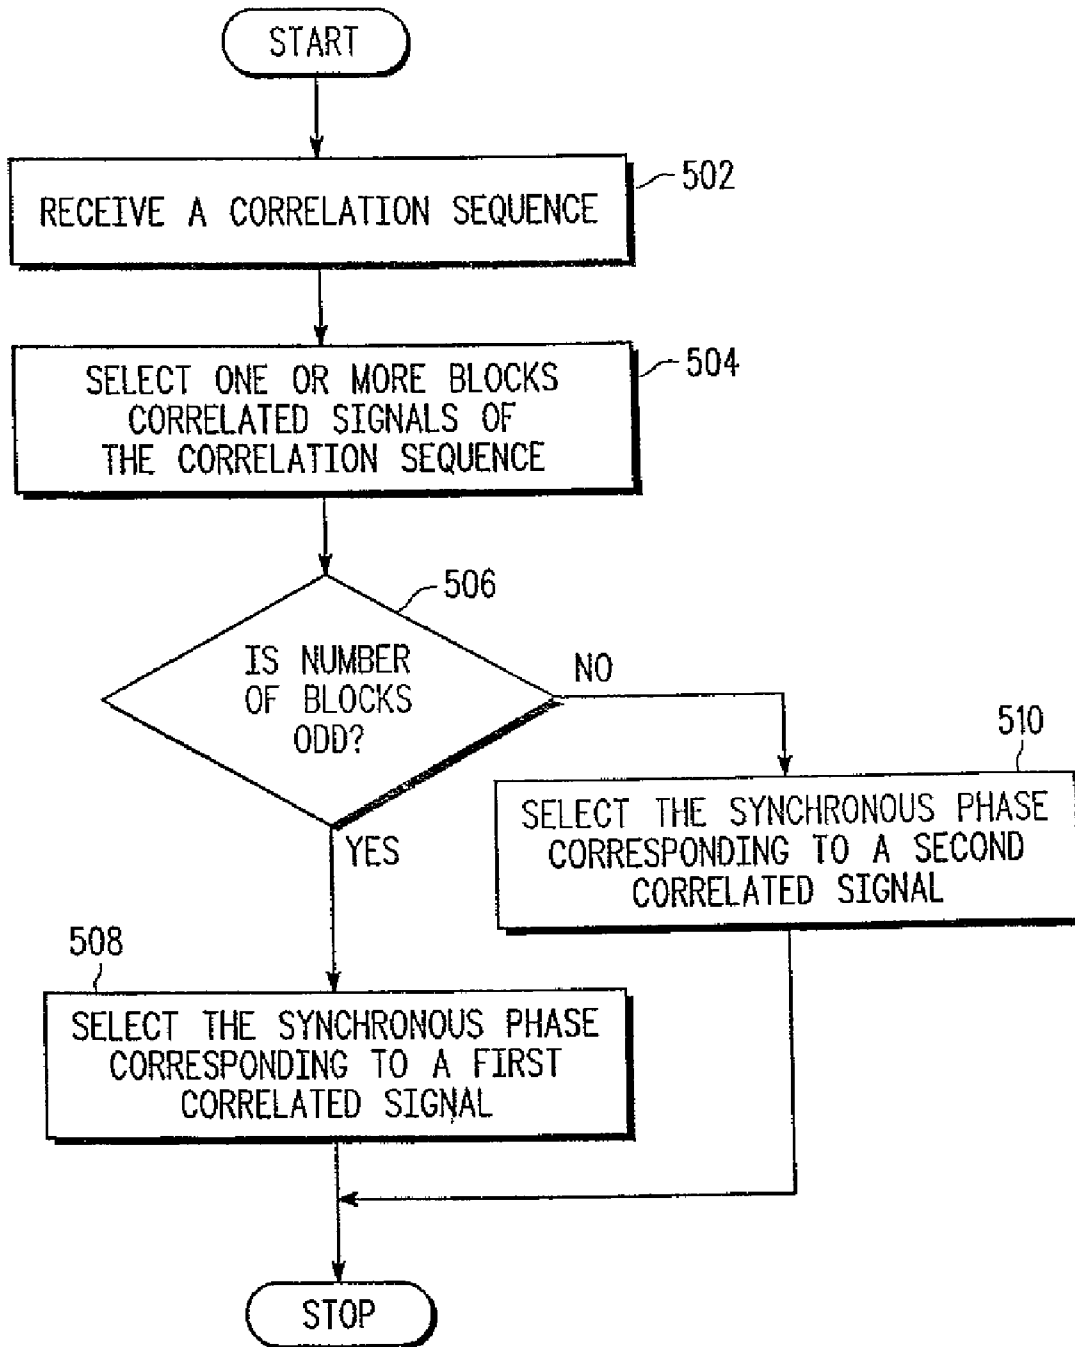 START
502
RECEIVE A CORRELATION SEQUENCE
504
SELECT ONE OR MORE BLOCKS
CORRELATED SIGNALS OF
THE CORRELATION SEQUENCE
506
IS NUMBER
OF BLOCKS
ODD?
NO
YES
510
SELECT THE SYNCHRONOUS PHASE
CORRESPONDING TO A SECOND
CORRELATED SIGNAL
508
SELECT THE SYNCHRONOUS PHASE
CORRESPONDING TO A FIRST
CORRELATED SIGNAL
STOP